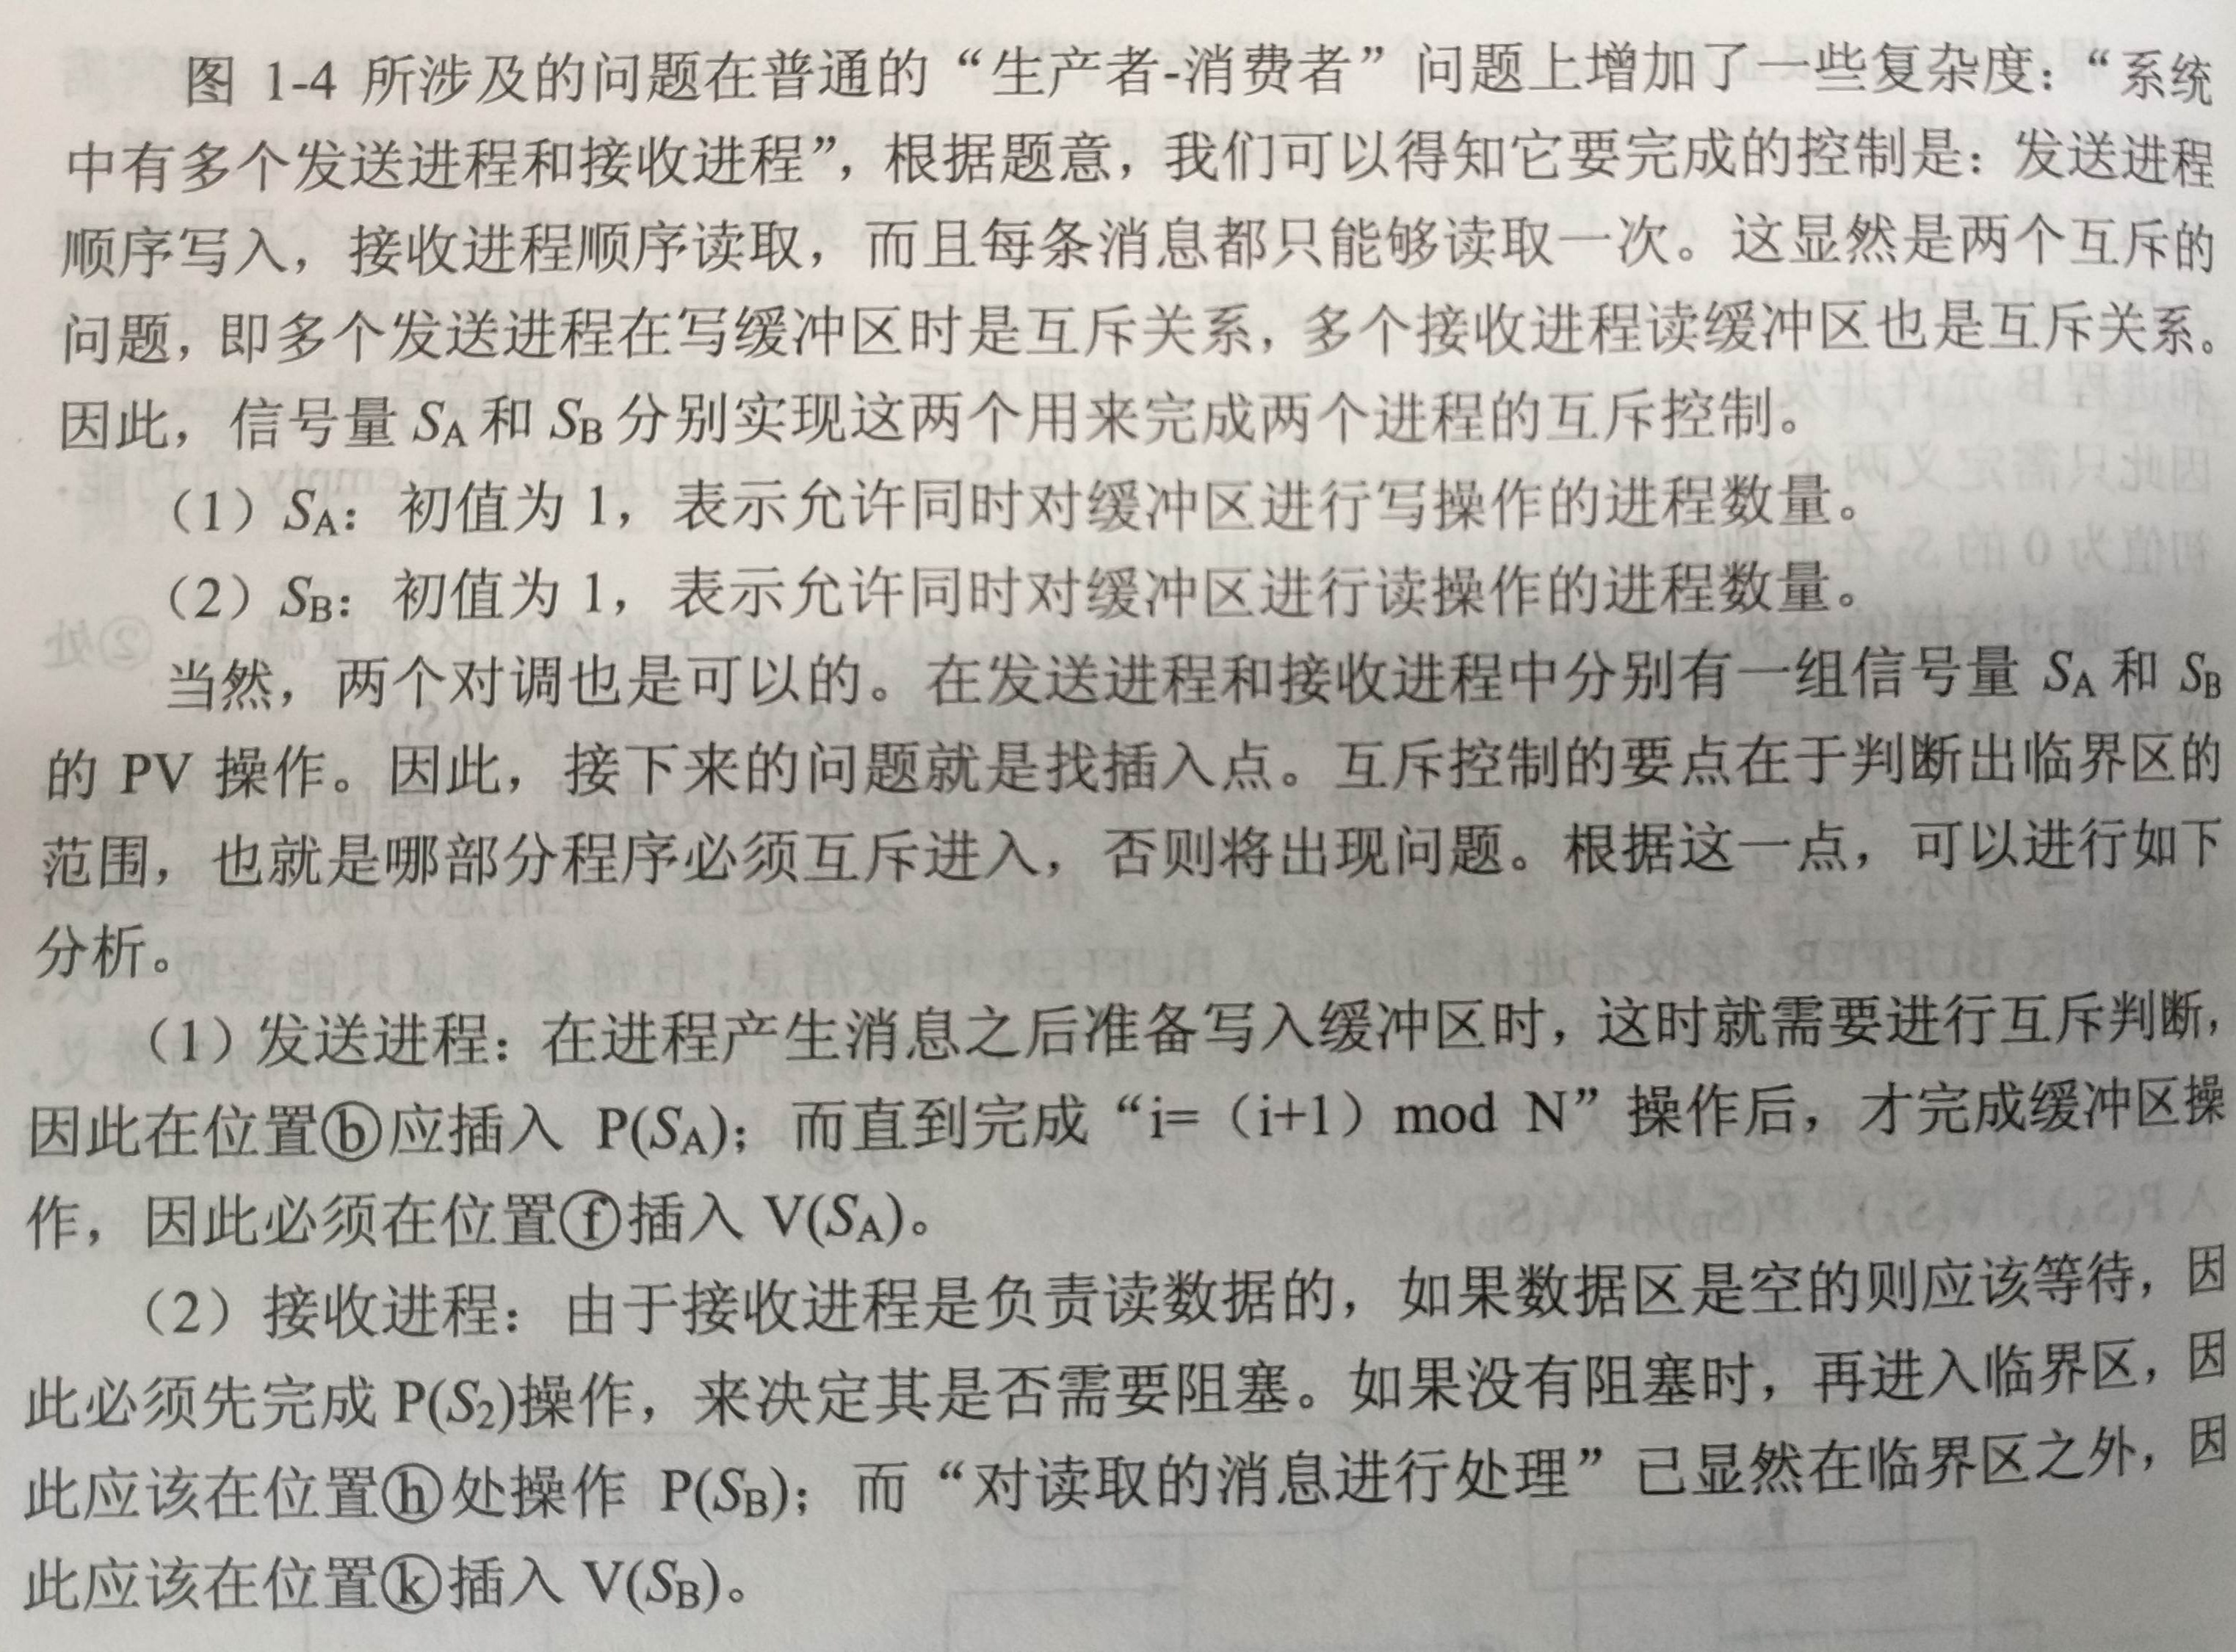 图 1-4 所涉及的问题在普通的“生产者-消费者”问题上增加了一些复杂度：“系统
中有多个发送进程和接收进程”，根据题意，我们可以得知它要完成的控制是：发送进程
顺序写入，接收进程顺序读取，而且每条消息都只能够读取一次。这显然是两个互斥的
问题，即多个发送进程在写缓冲区时是互斥关系，多个接收进程读缓冲区也是互斥关系。
因此，信号量 SA 和 SB 分别实现这两个用来完成两个进程的互斥控制。
（1）SA：初值为 1，表示允许同时对缓冲区进行写操作的进程数量。
（2）SB：初值为 1，表示允许同时对缓冲区进行读操作的进程数量。
当然，两个对调也是可以的。在发送进程和接收进程中分别有一组信号量 SA 和 SB
的 PV 操作。因此，接下来的问题就是找插入点。互斥控制的要点在于判断出临界区的
范围，也就是哪部分程序必须互斥进入，否则将出现问题。根据这一点，可以进行如下
分析。
（1）发送进程：在进程产生消息之后准备写入缓冲区时，这时就需要进行互斥判断，
因此在位置ⓑ应插入 P(SA)；而直到完成“i=（i+1）mod N”操作后，才完成缓冲区操
作，因此必须在位置ⓕ插入 V(SA)。
（2）接收进程：由于接收进程是负责读数据的，如果数据区是空的则应该等待，因
此必须先完成 P(S2)操作，来决定其是否需要阻塞。如果没有阻塞时，再进入临界区，因
此应该在位置ⓗ处操作 P(SB)；而“对读取的消息进行处理”已显然在临界区之外，因
此应该在位置ⓚ插入 V(SB)。